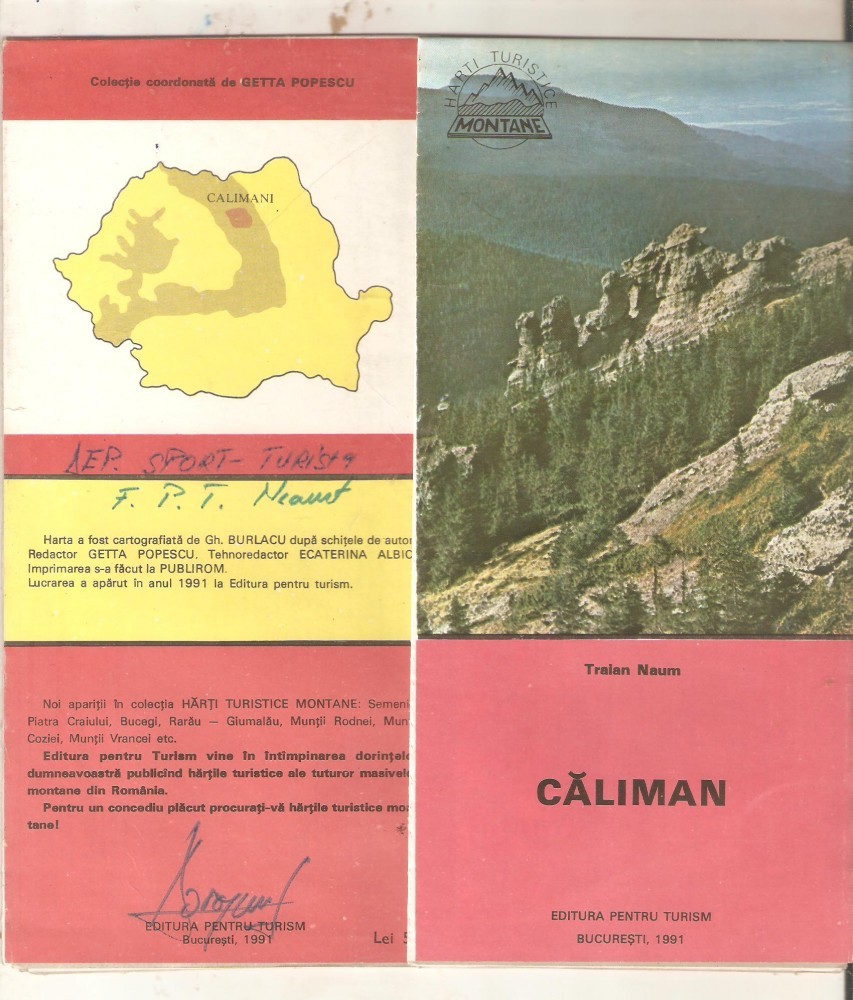 Colecție coordonată de GETTA POPESCU
CALIMANI
SPORT-TURISM
F. P. T. Neamt
Harta a fost cartografiată de Gh. BURLACU după schițele de autor
Redactor GETTA POPESCU. Tehnoredactor ECATERINA ALBIC
Imprimarea s-a făcut la PUBLIROM.
Lucrarea a apărut în anul 1991 la Editura pentru turism.
Noi apariții în colecția HĂRȚI TURISTICE MONTANE: Semeni
Piatra Craiului, Bucegi, Rarău — Giumalău, Munții Rodnei, Mun
Coziei, Munții Vrancei etc.
Editura pentru Turism vine în întîmpinarea dorințele
dumneavoastră publicînd hărțile turistice ale tuturor masivele
montane din România.
Pentru un concediu plăcut procurați-vă hărțile turistice mo
tane!
EDITURA PENTRU TURISM
București, 1991
Lei 5
HĂRȚI TURISTICE
MONTANE
Traian Naum
CĂLIMAN
EDITURA PENTRU TURISM
BUCUREȘTI, 1991